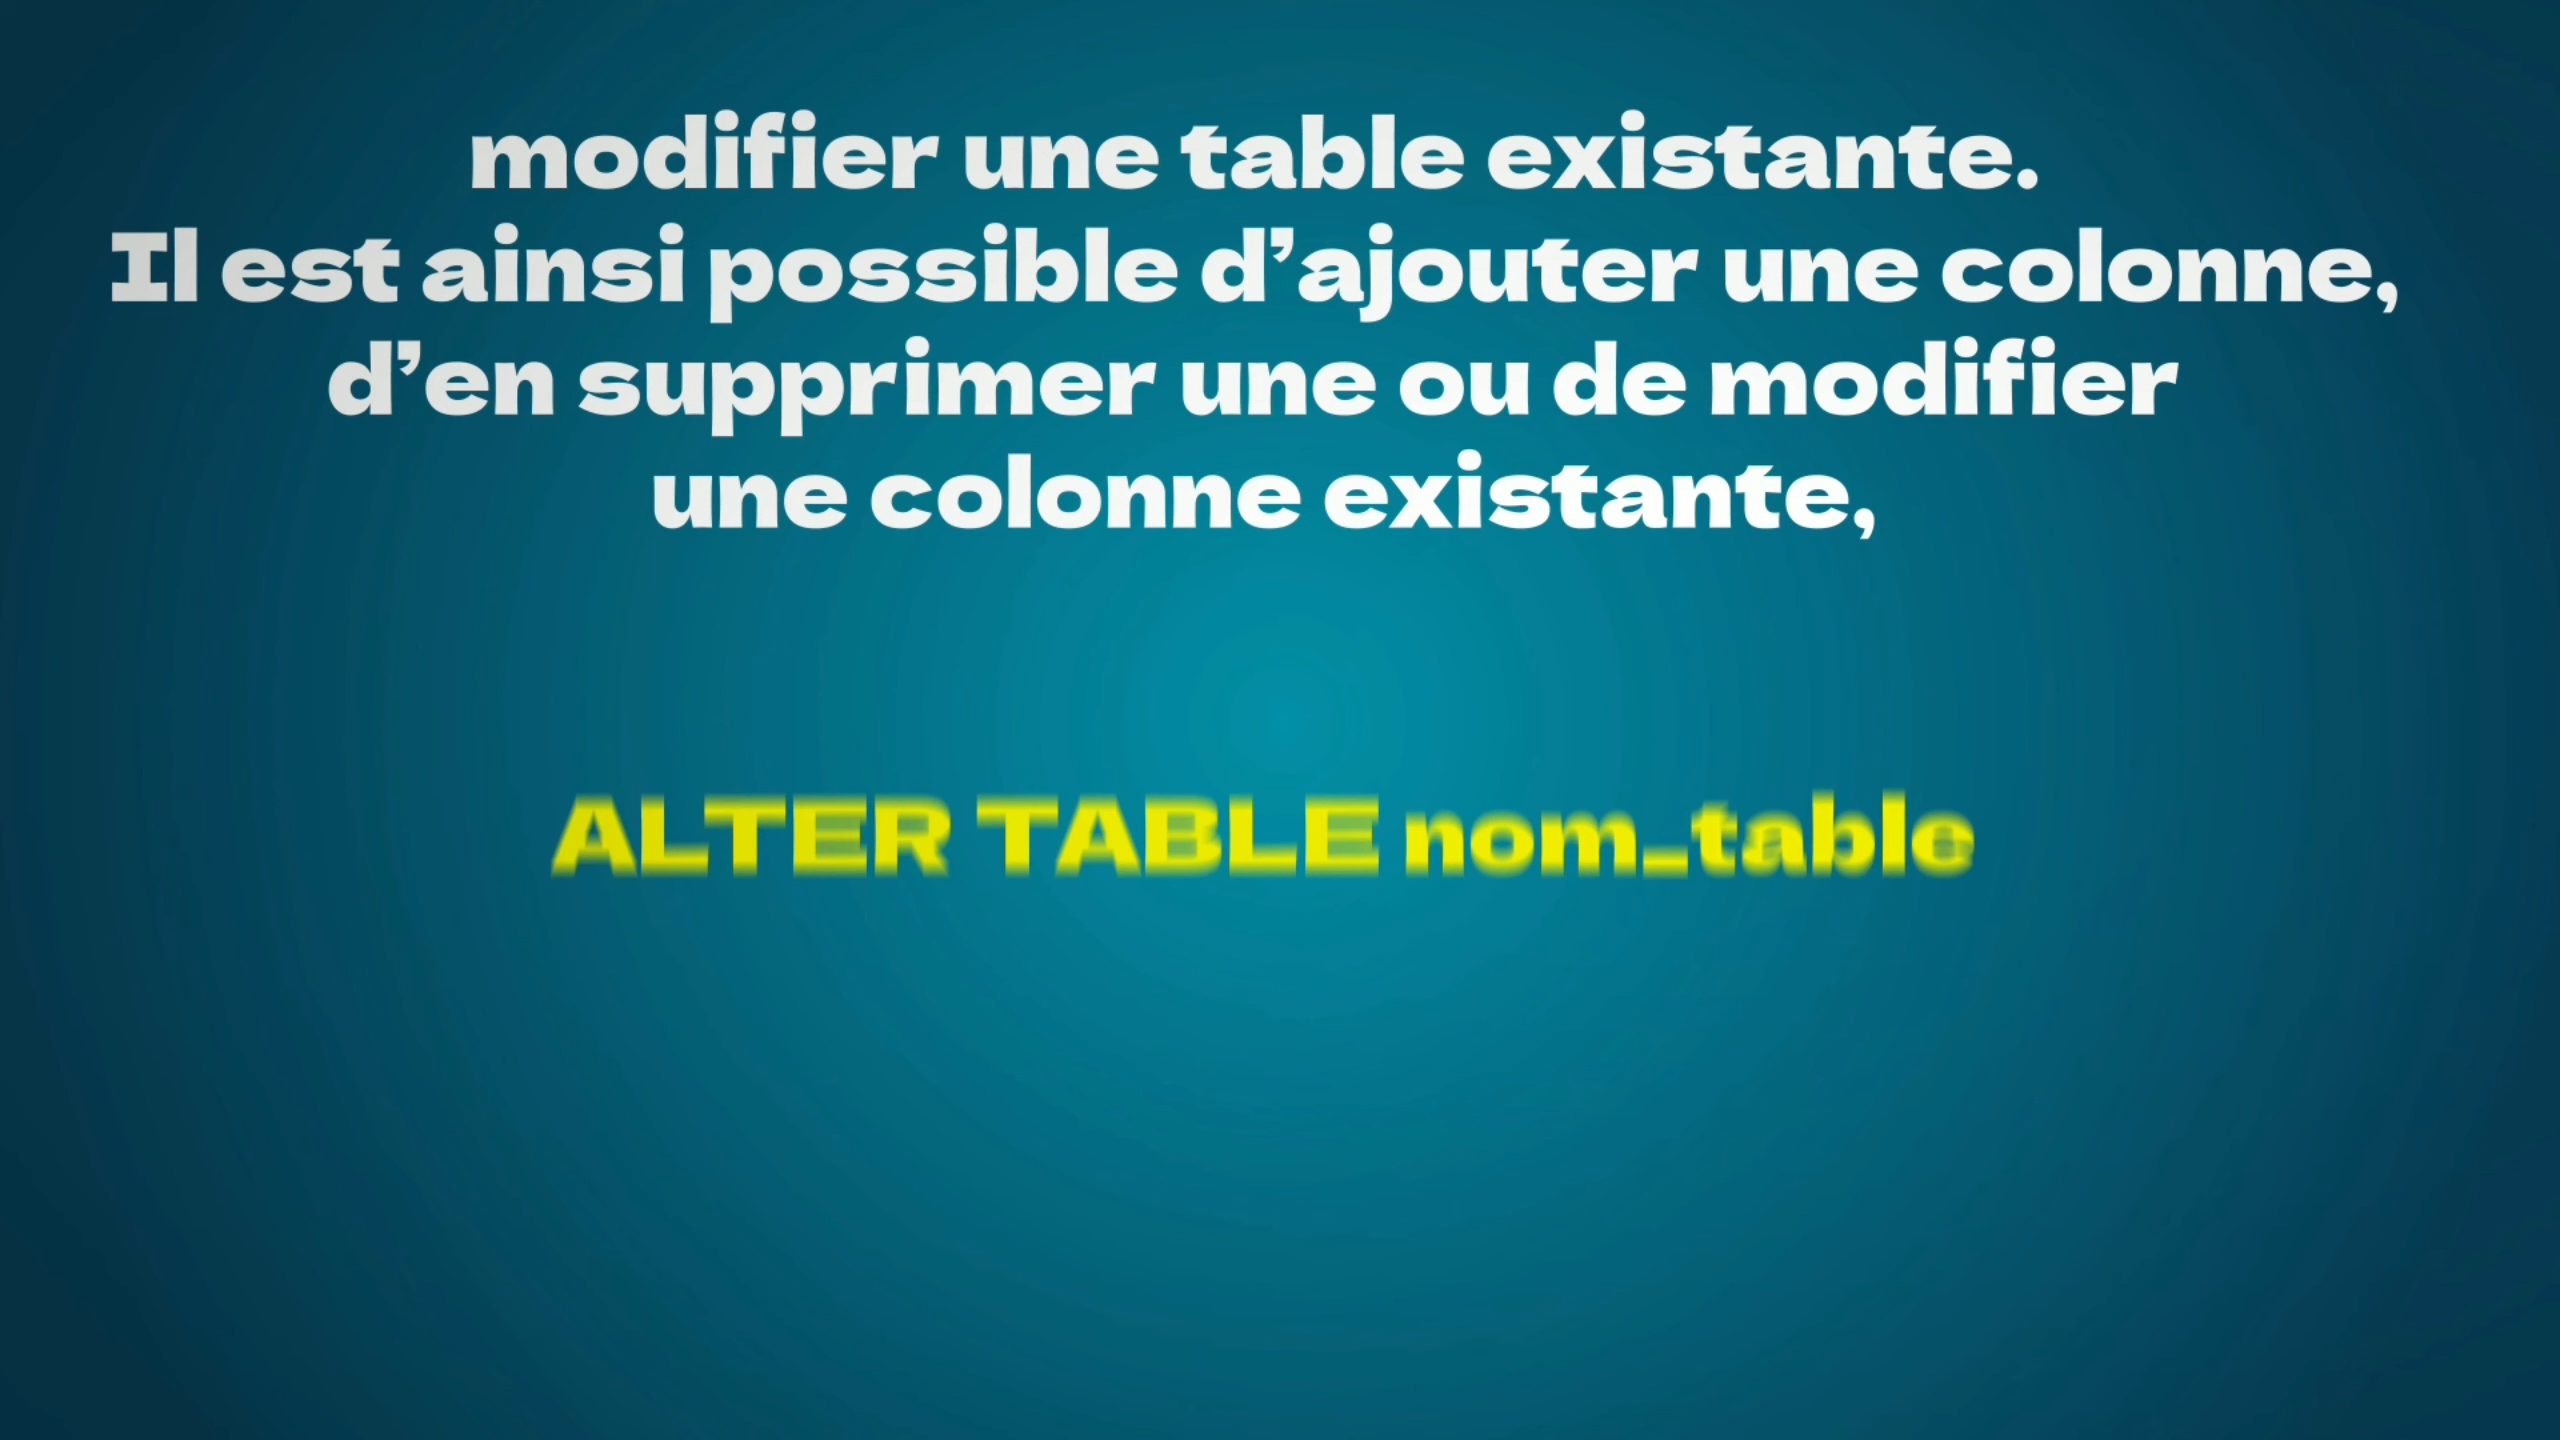 modifier une table existante.
Il est ainsi possible d’ajouter une colonne,
d’en supprimer une ou de modifier
une colonne existante,
ALTER TABLE nom_table